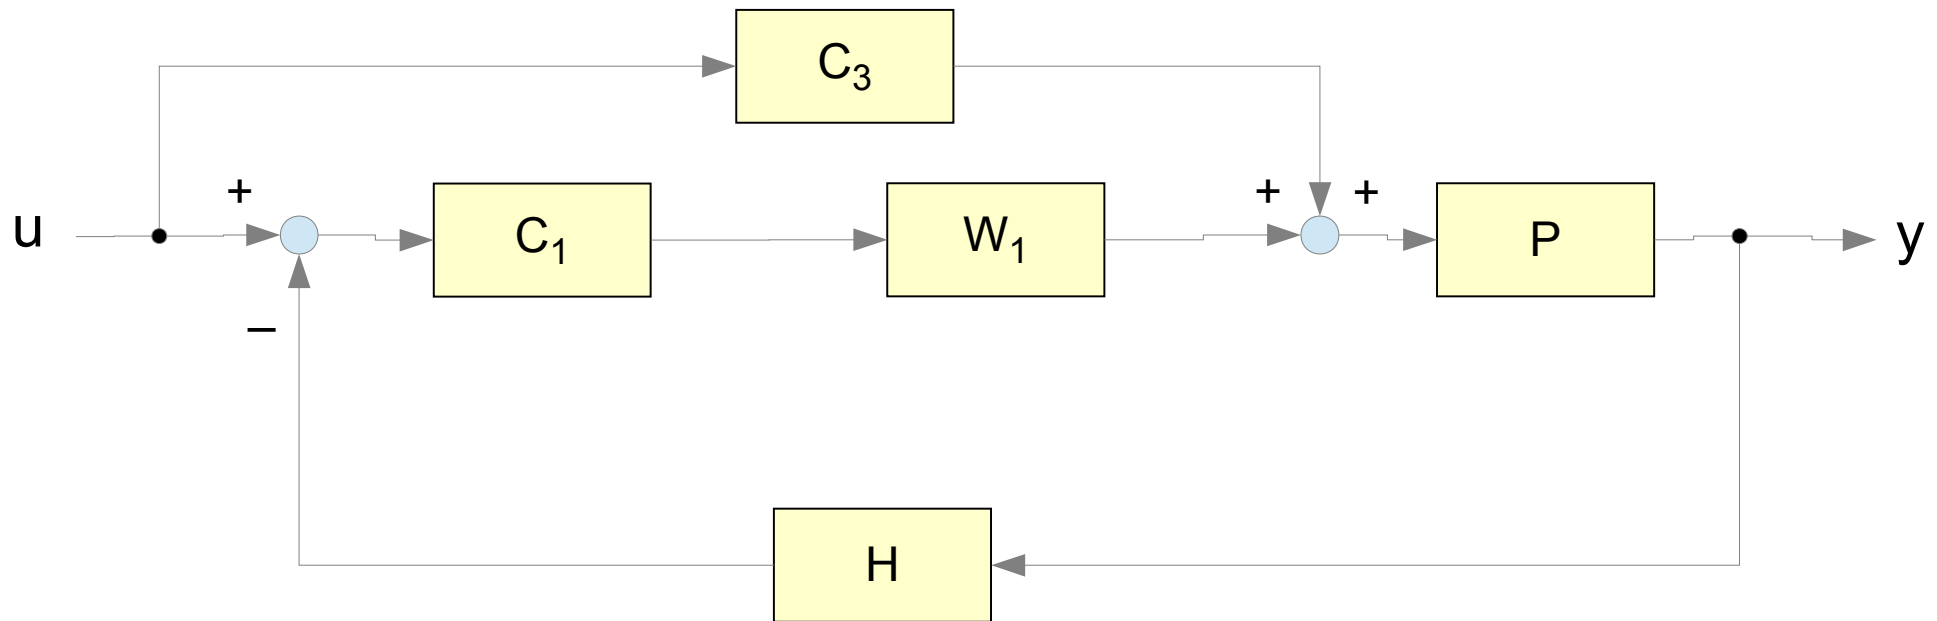 C₃
+ + +
u C₁ W₁ P y
–
H